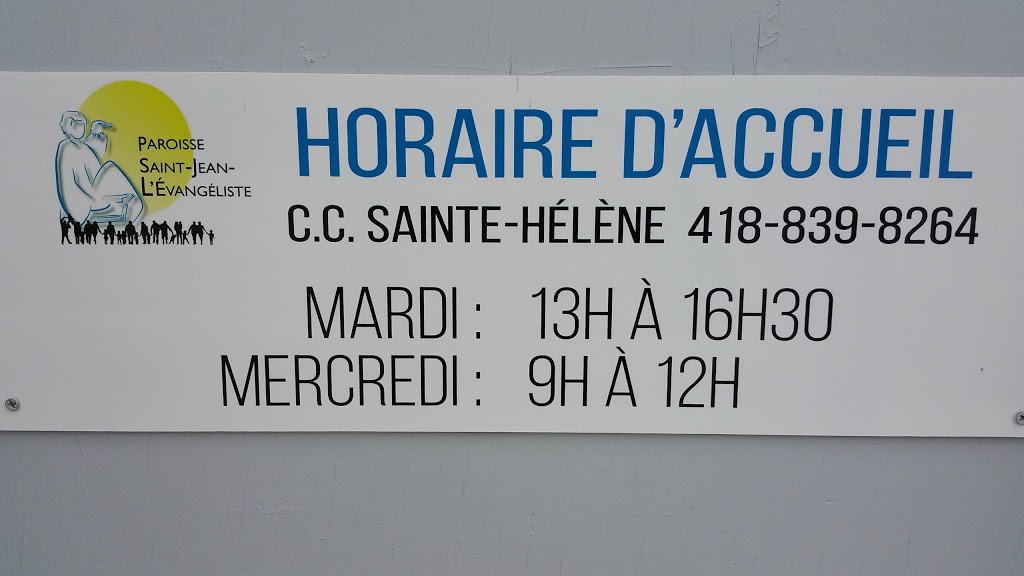 PAROISSE
SAINT-JEAN-
L'ÉVANGÉLISTE
HORAIRE D'ACCUEIL
C.C. SAINTE-HÉLÈNE 418-839-8264
MARDI : 13H À 16H30
MERCREDI : 9H À 12H